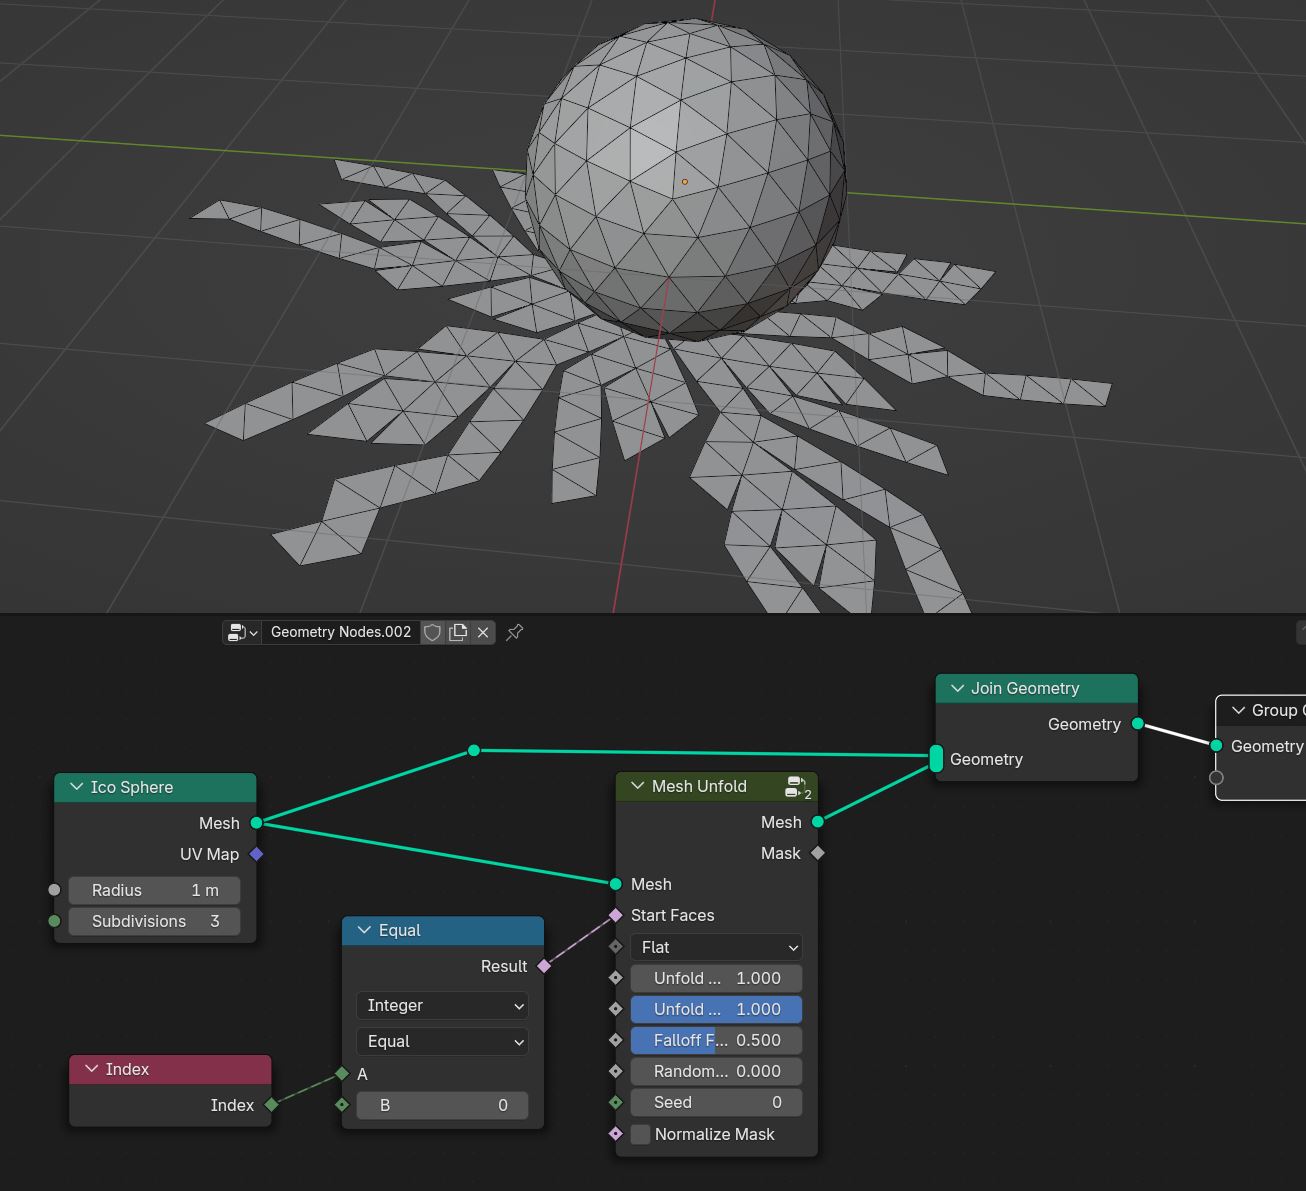 Geometry Nodes.002
Join Geometry
Geometry
Geometry
Group
Geometry
Ico Sphere
Mesh
UV Map
Radius 1 m
Subdivisions 3
Mesh Unfold
2
Mesh
Mask
Mesh
Start Faces
Flat
Unfold ... 1.000
Unfold ... 1.000
Falloff F... 0.500
Random... 0.000
Seed 0
Normalize Mask
Equal
Result
Integer
Equal
A
B 0
Index
Index